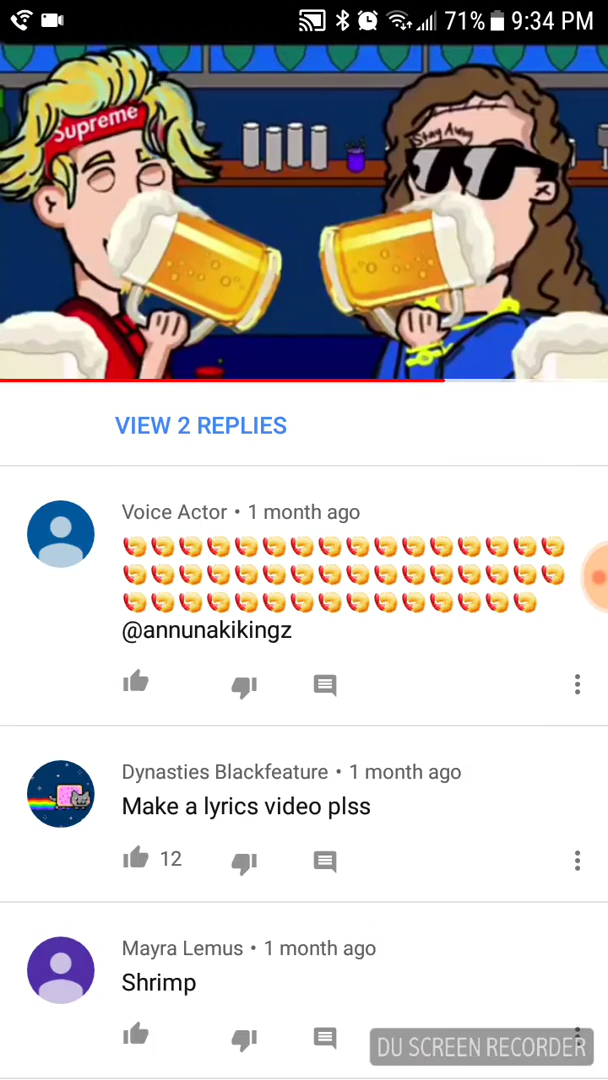 71% 9:34 PM
Supreme
Stay Away
VIEW 2 REPLIES
Voice Actor • 1 month ago
🍤🍤🍤🍤🍤🍤🍤🍤🍤🍤🍤🍤🍤🍤🍤🍤
🍤🍤🍤🍤🍤🍤🍤🍤🍤🍤🍤🍤🍤🍤🍤🍤
🍤🍤🍤🍤🍤🍤🍤🍤🍤🍤🍤🍤🍤🍤🍤
@annunakikingz
Dynasties Blackfeature • 1 month ago
Make a lyrics video plss
12
Mayra Lemus • 1 month ago
Shrimp
DU SCREEN RECORDER